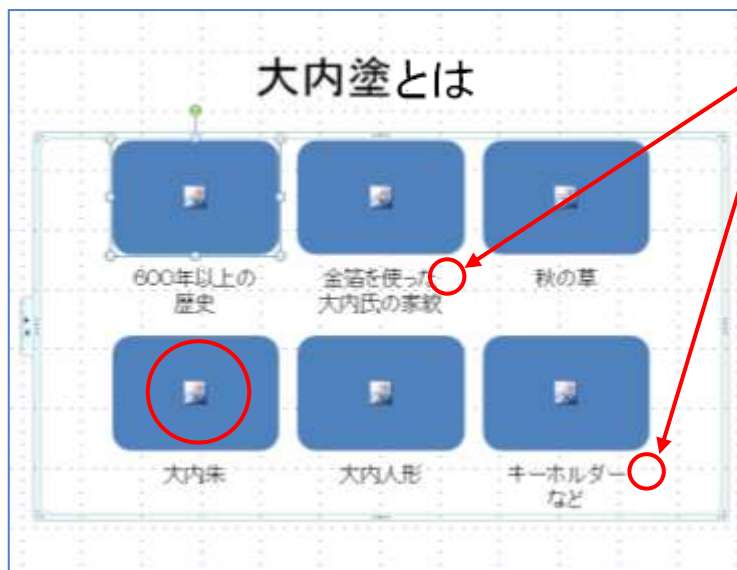 大内塗とは
600年以上の
歴史
金箔を使った
大内氏の家紋
秋の草
大内朱
大内人形
キーホルダー
など